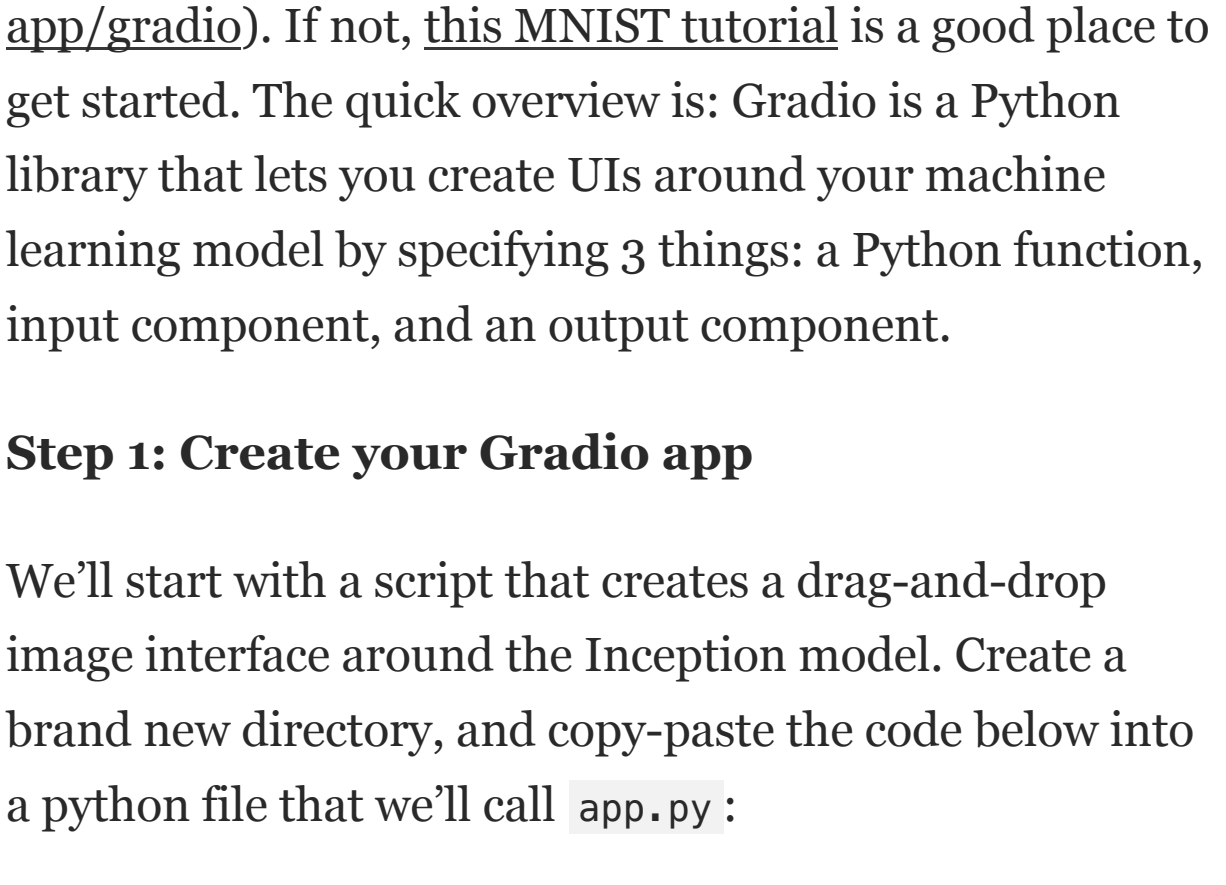 app/gradio). If not, this MNIST tutorial is a good place to
get started. The quick overview is: Gradio is a Python
library that lets you create UIs around your machine
learning model by specifying 3 things: a Python function,
input component, and an output component.
Step 1: Create your Gradio app
We’ll start with a script that creates a drag-and-drop
image interface around the Inception model. Create a
brand new directory, and copy-paste the code below into
a python file that we’ll call app.py :